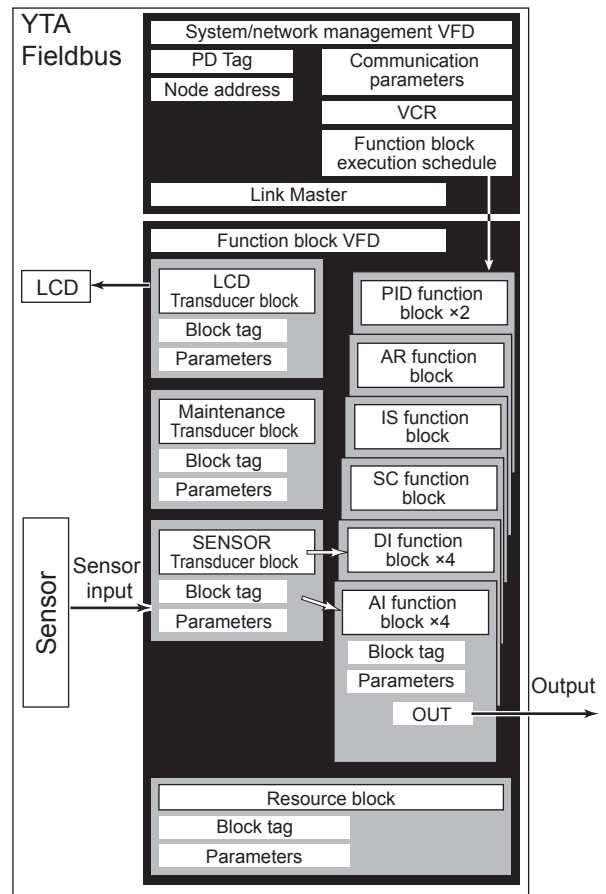 YTA
Fieldbus
System/network management VFD
PD Tag
Node address
Communication
parameters
VCR
Function block
execution schedule
Link Master
Function block VFD
LCD
LCD
Transducer block
Block tag
Parameters
Maintenance
Transducer block
Block tag
Parameters
Sensor
Sensor
input
SENSOR
Transducer block
Block tag
Parameters
PID function
block ×2
AR function
block
IS function
block
SC function
block
DI function
block ×4
AI function
block ×4
Block tag
Parameters
OUT
Output
Resource block
Block tag
Parameters